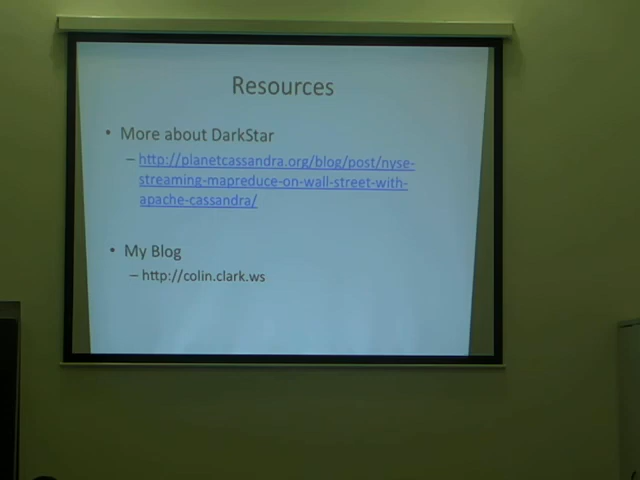 Resources
• More about DarkStar
– http://planetcassandra.org/blog/post/nyse-
streaming-mapreduce-on-wall-street-with-
apache-cassandra/
• My Blog
– http://colin.clark.ws